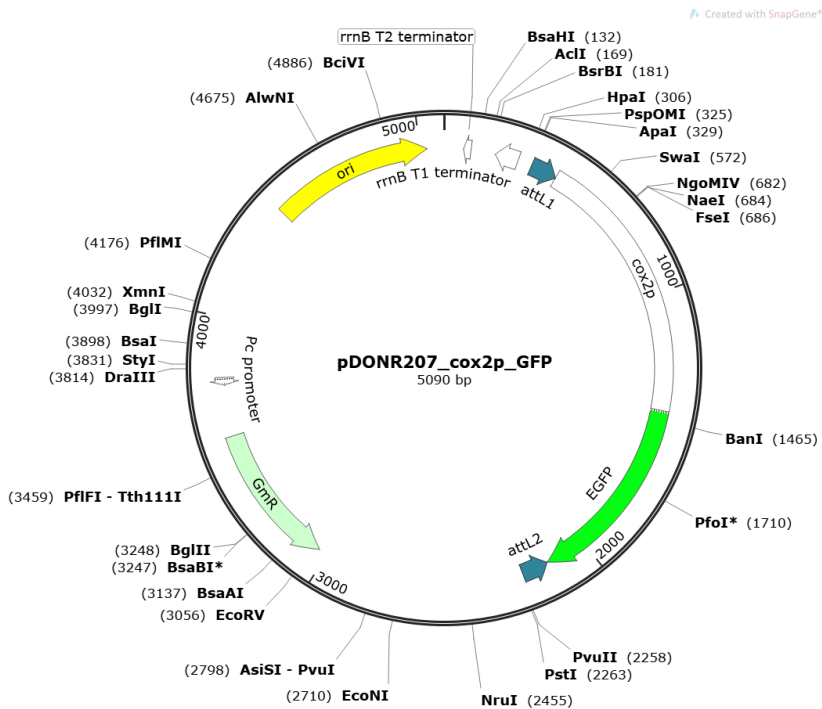 Created with SnapGene®
rrnB T2 terminator
BsaHI (132)
AclI (169)
BsrBI (181)
HpaI (306)
PspOMI (325)
ApaI (329)
SwaI (572)
NgoMIV (682)
NaeI (684)
FseI (686)
(4886) BciVI
(4675) AlwNI
5000
ori
rrnB T1 terminator
attL1
cox2p
1000
(4176) PflMI
(4032) XmnI
(3997) BglI
4000
(3898) BsaI
(3831) StyI
(3814) DraIII
Pc promoter
pDONR207_cox2p_GFP
5090 bp
BanI (1465)
EGFP
PfoI* (1710)
GmR
(3459) PflFI - Tth111I
attL2
2000
(3248) BglII
(3247) BsaBI*
(3137) BsaAI
(3056) EcoRV
3000
(2798) AsiSI - PvuI
(2710) EcoNI
NruI (2455)
PvuII (2258)
PstI (2263)